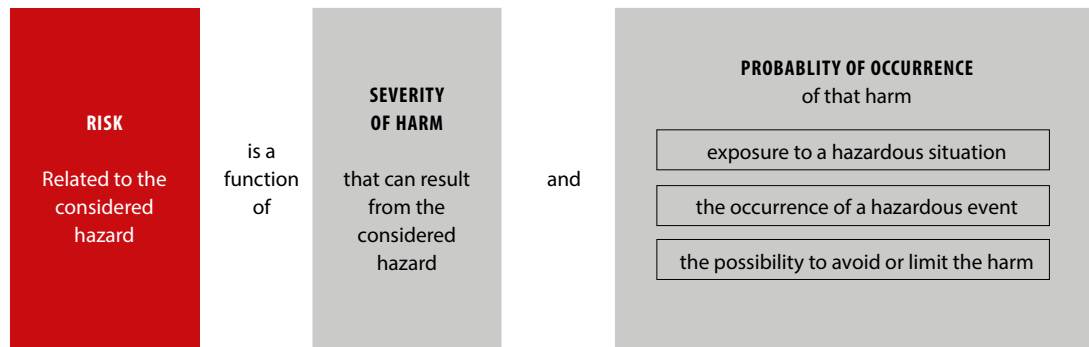 RISK
Related to the
considered
hazard
is a
function
of
SEVERITY
OF HARM
that can result
from the
considered
hazard
and
PROBABLITY OF OCCURRENCE
of that harm
exposure to a hazardous situation
the occurrence of a hazardous event
the possibility to avoid or limit the harm